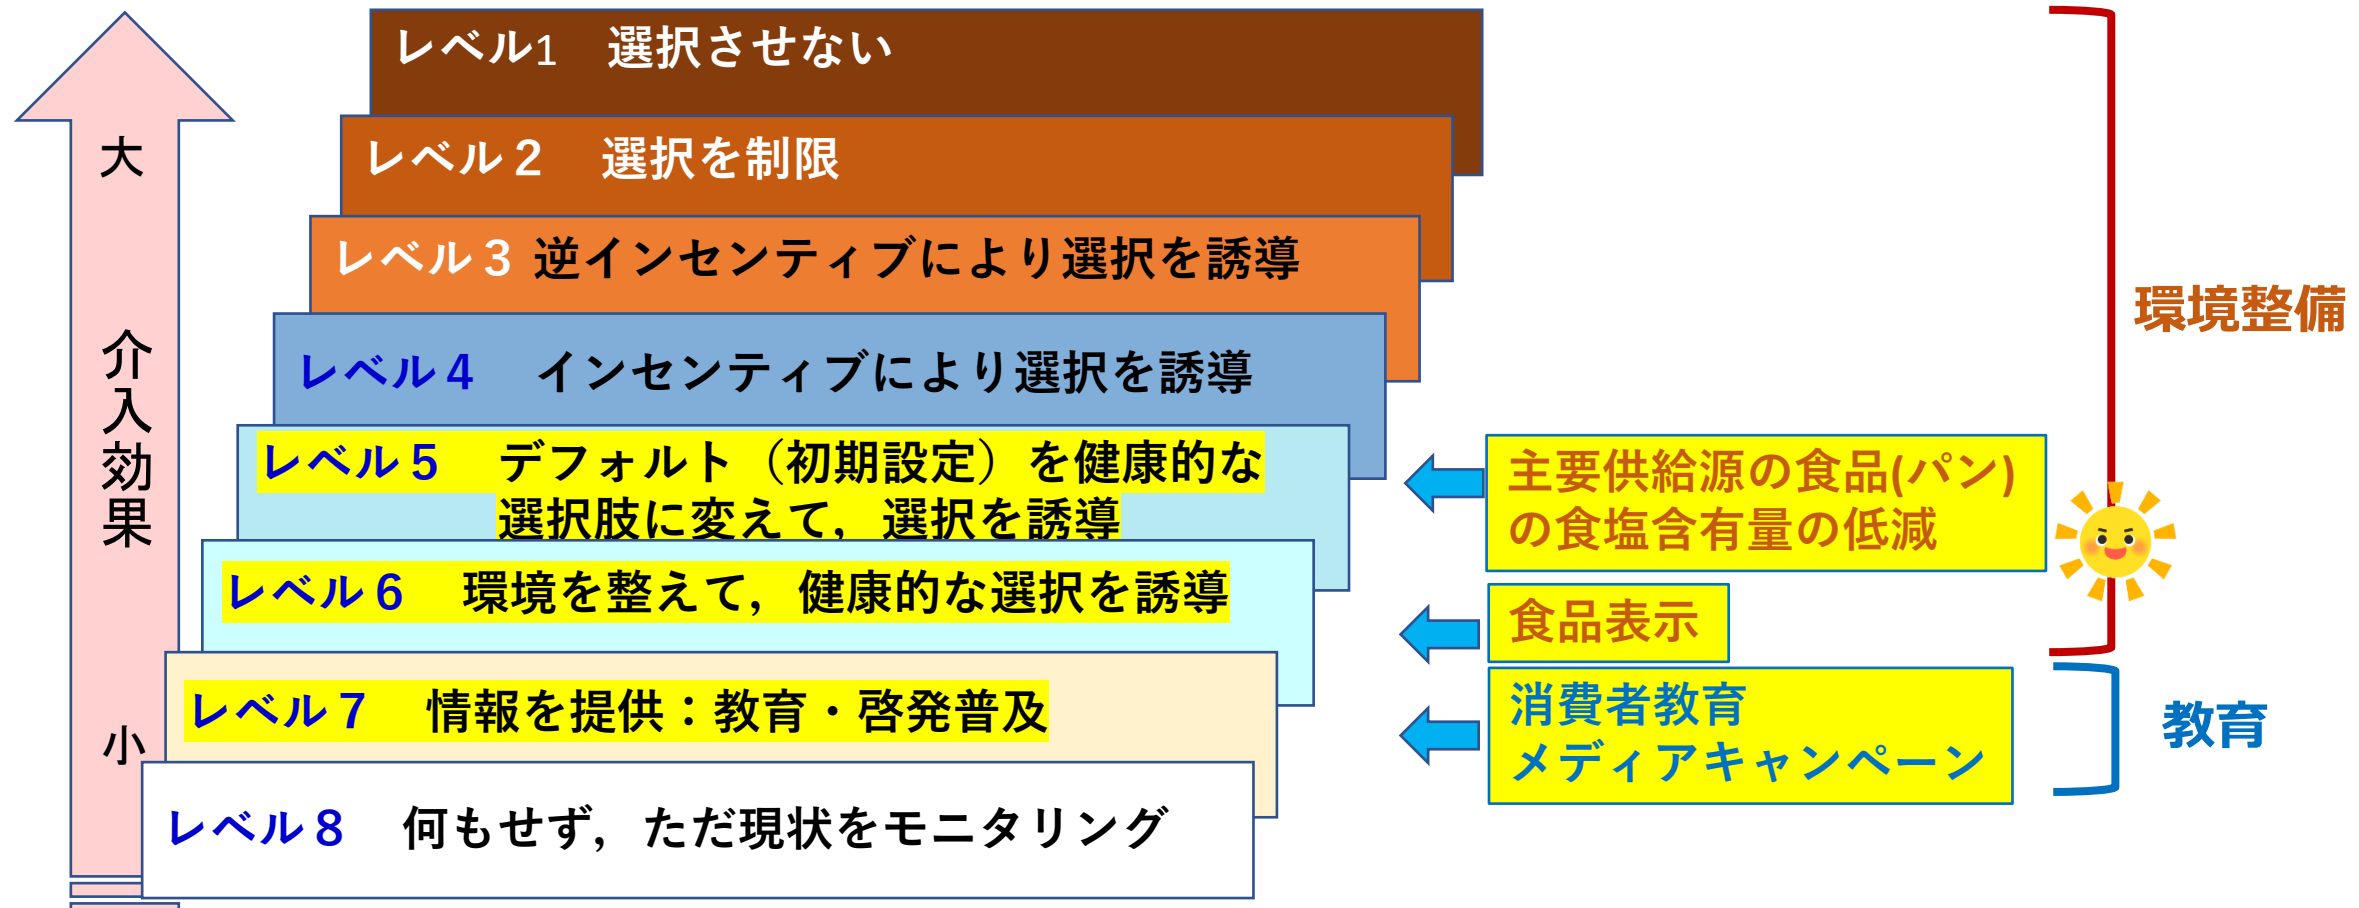 大
介入効果
小
レベル1　選択させない
レベル２　選択を制限
レベル３ 逆インセンティブにより選択を誘導
レベル４　インセンティブにより選択を誘導
レベル５　デフォルト（初期設定）を健康的な
選択肢に変えて，選択を誘導
レベル６　環境を整えて，健康的な選択を誘導
レベル７　情報を提供：教育・啓発普及
レベル８　何もせず，ただ現状をモニタリング
主要供給源の食品(パン)
の食塩含有量の低減
食品表示
消費者教育
メディアキャンペーン
環境整備
教育